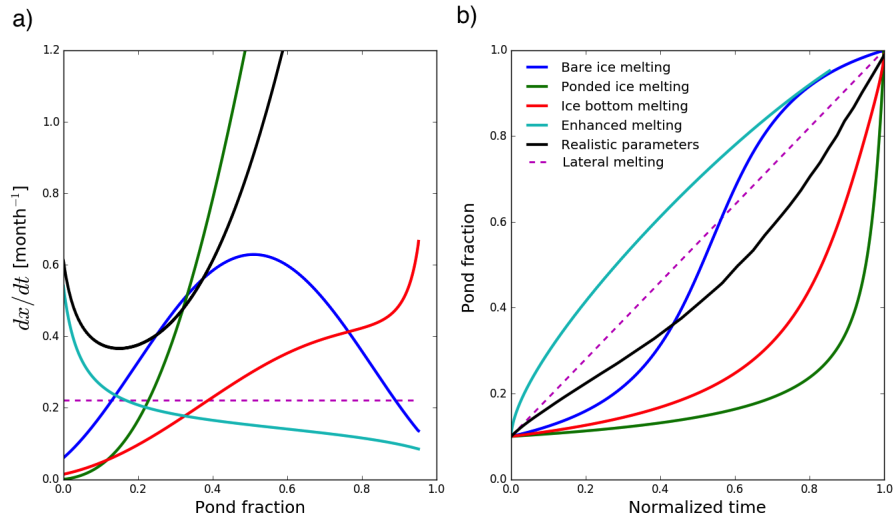 a)
1.2
1.0
0.8
0.6
0.4
0.2
0.0
dx/dt [month⁻¹]
0.0 0.2 0.4 0.6 0.8 1.0
Pond fraction
b)
1.0
0.8
0.6
0.4
0.2
0.0
Pond fraction
Bare ice melting
Ponded ice melting
Ice bottom melting
Enhanced melting
Realistic parameters
Lateral melting
0.0 0.2 0.4 0.6 0.8 1.0
Normalized time